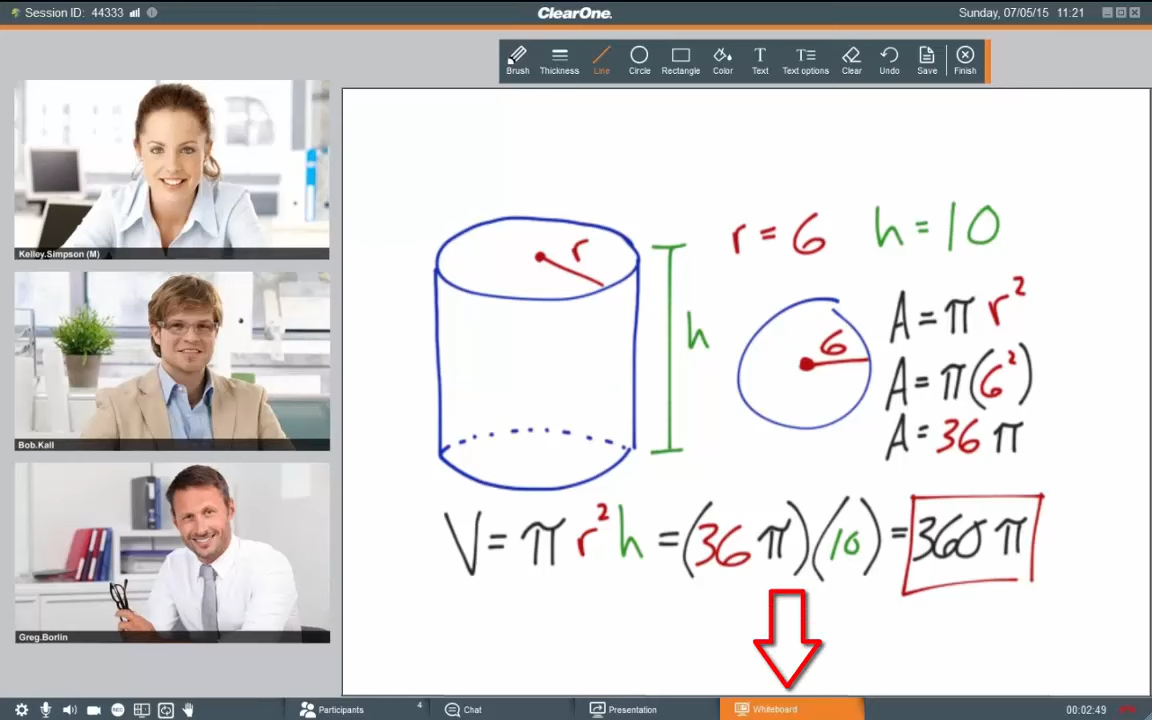 Session ID: 44333
ClearOne.
Sunday, 07/05/15 11:21
Brush Thickness Line Circle Rectangle Color Text Text options Clear Undo Save Finish
Kelley.Simpson (M)
Bob.Kall
Greg.Borlin
r = 6 h = 10
r
h
6
A = π r²
A = π(6²)
A = 36 π
V = π r² h = (36 π)(10) = 360 π
Participants 4 Chat Presentation Whiteboard 00:02:49